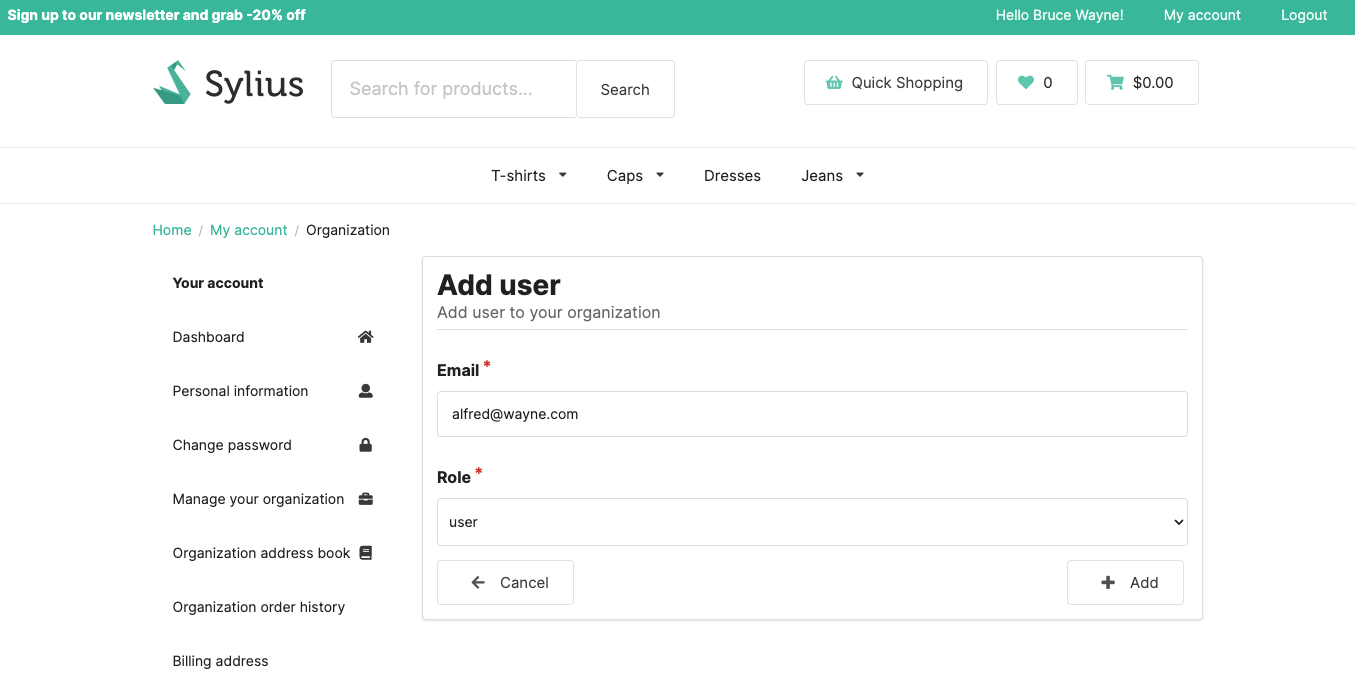 Sign up to our newsletter and grab -20% off
Hello Bruce Wayne! My account Logout
Sylius
Search for products...
Search
Quick Shopping
0
$0.00
T-shirts Caps Dresses Jeans
Home / My account / Organization
Your account
Dashboard
Personal information
Change password
Manage your organization
Organization address book
Organization order history
Billing address
Add user
Add user to your organization
Email *
alfred@wayne.com
Role *
user
Cancel
Add